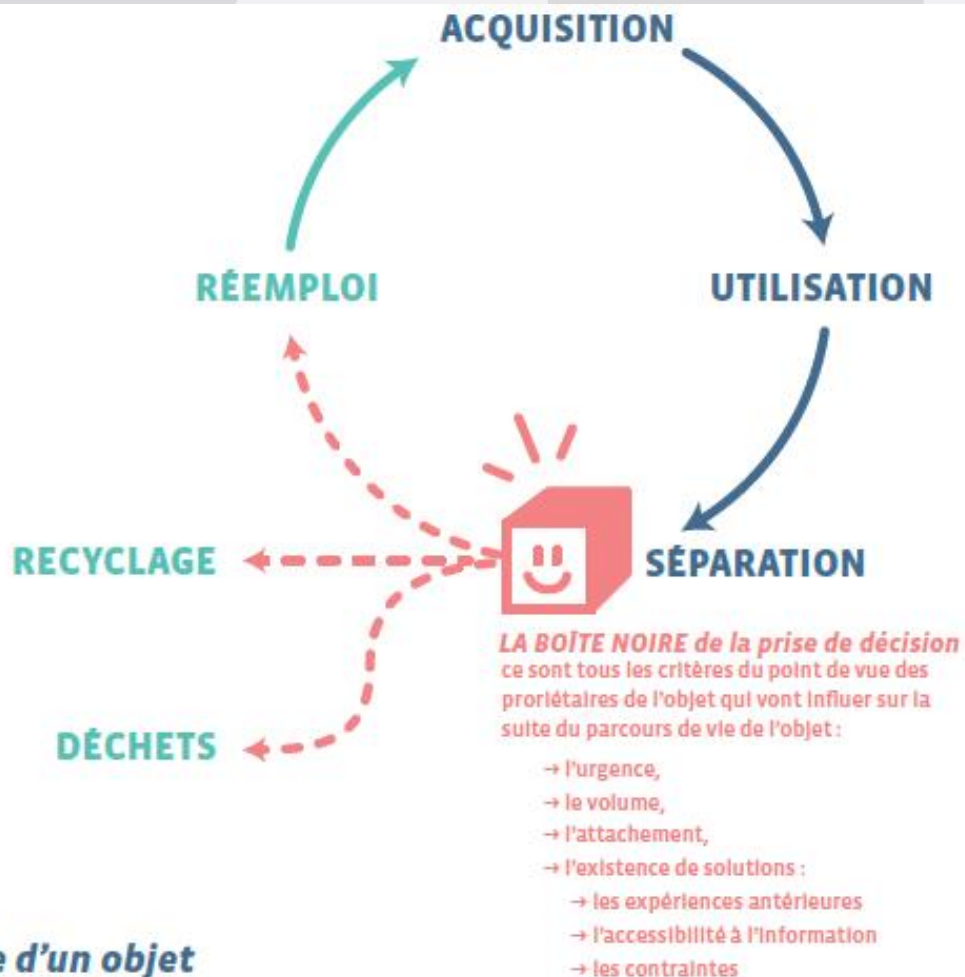 ACQUISITION
RÉEMPLOI
UTILISATION
RECYCLAGE
SÉPARATION
LA BOÎTE NOIRE de la prise de décision
ce sont tous les critères du point de vue des
proriétaires de l'objet qui vont influer sur la
suite du parcours de vie de l'objet :
DÉCHETS
→ l'urgence,
→ le volume,
→ l'attachement,
→ l'existence de solutions :
→ les expériences antérieures
→ l'accessibilité à l'information
→ les contraintes
e d'un objet